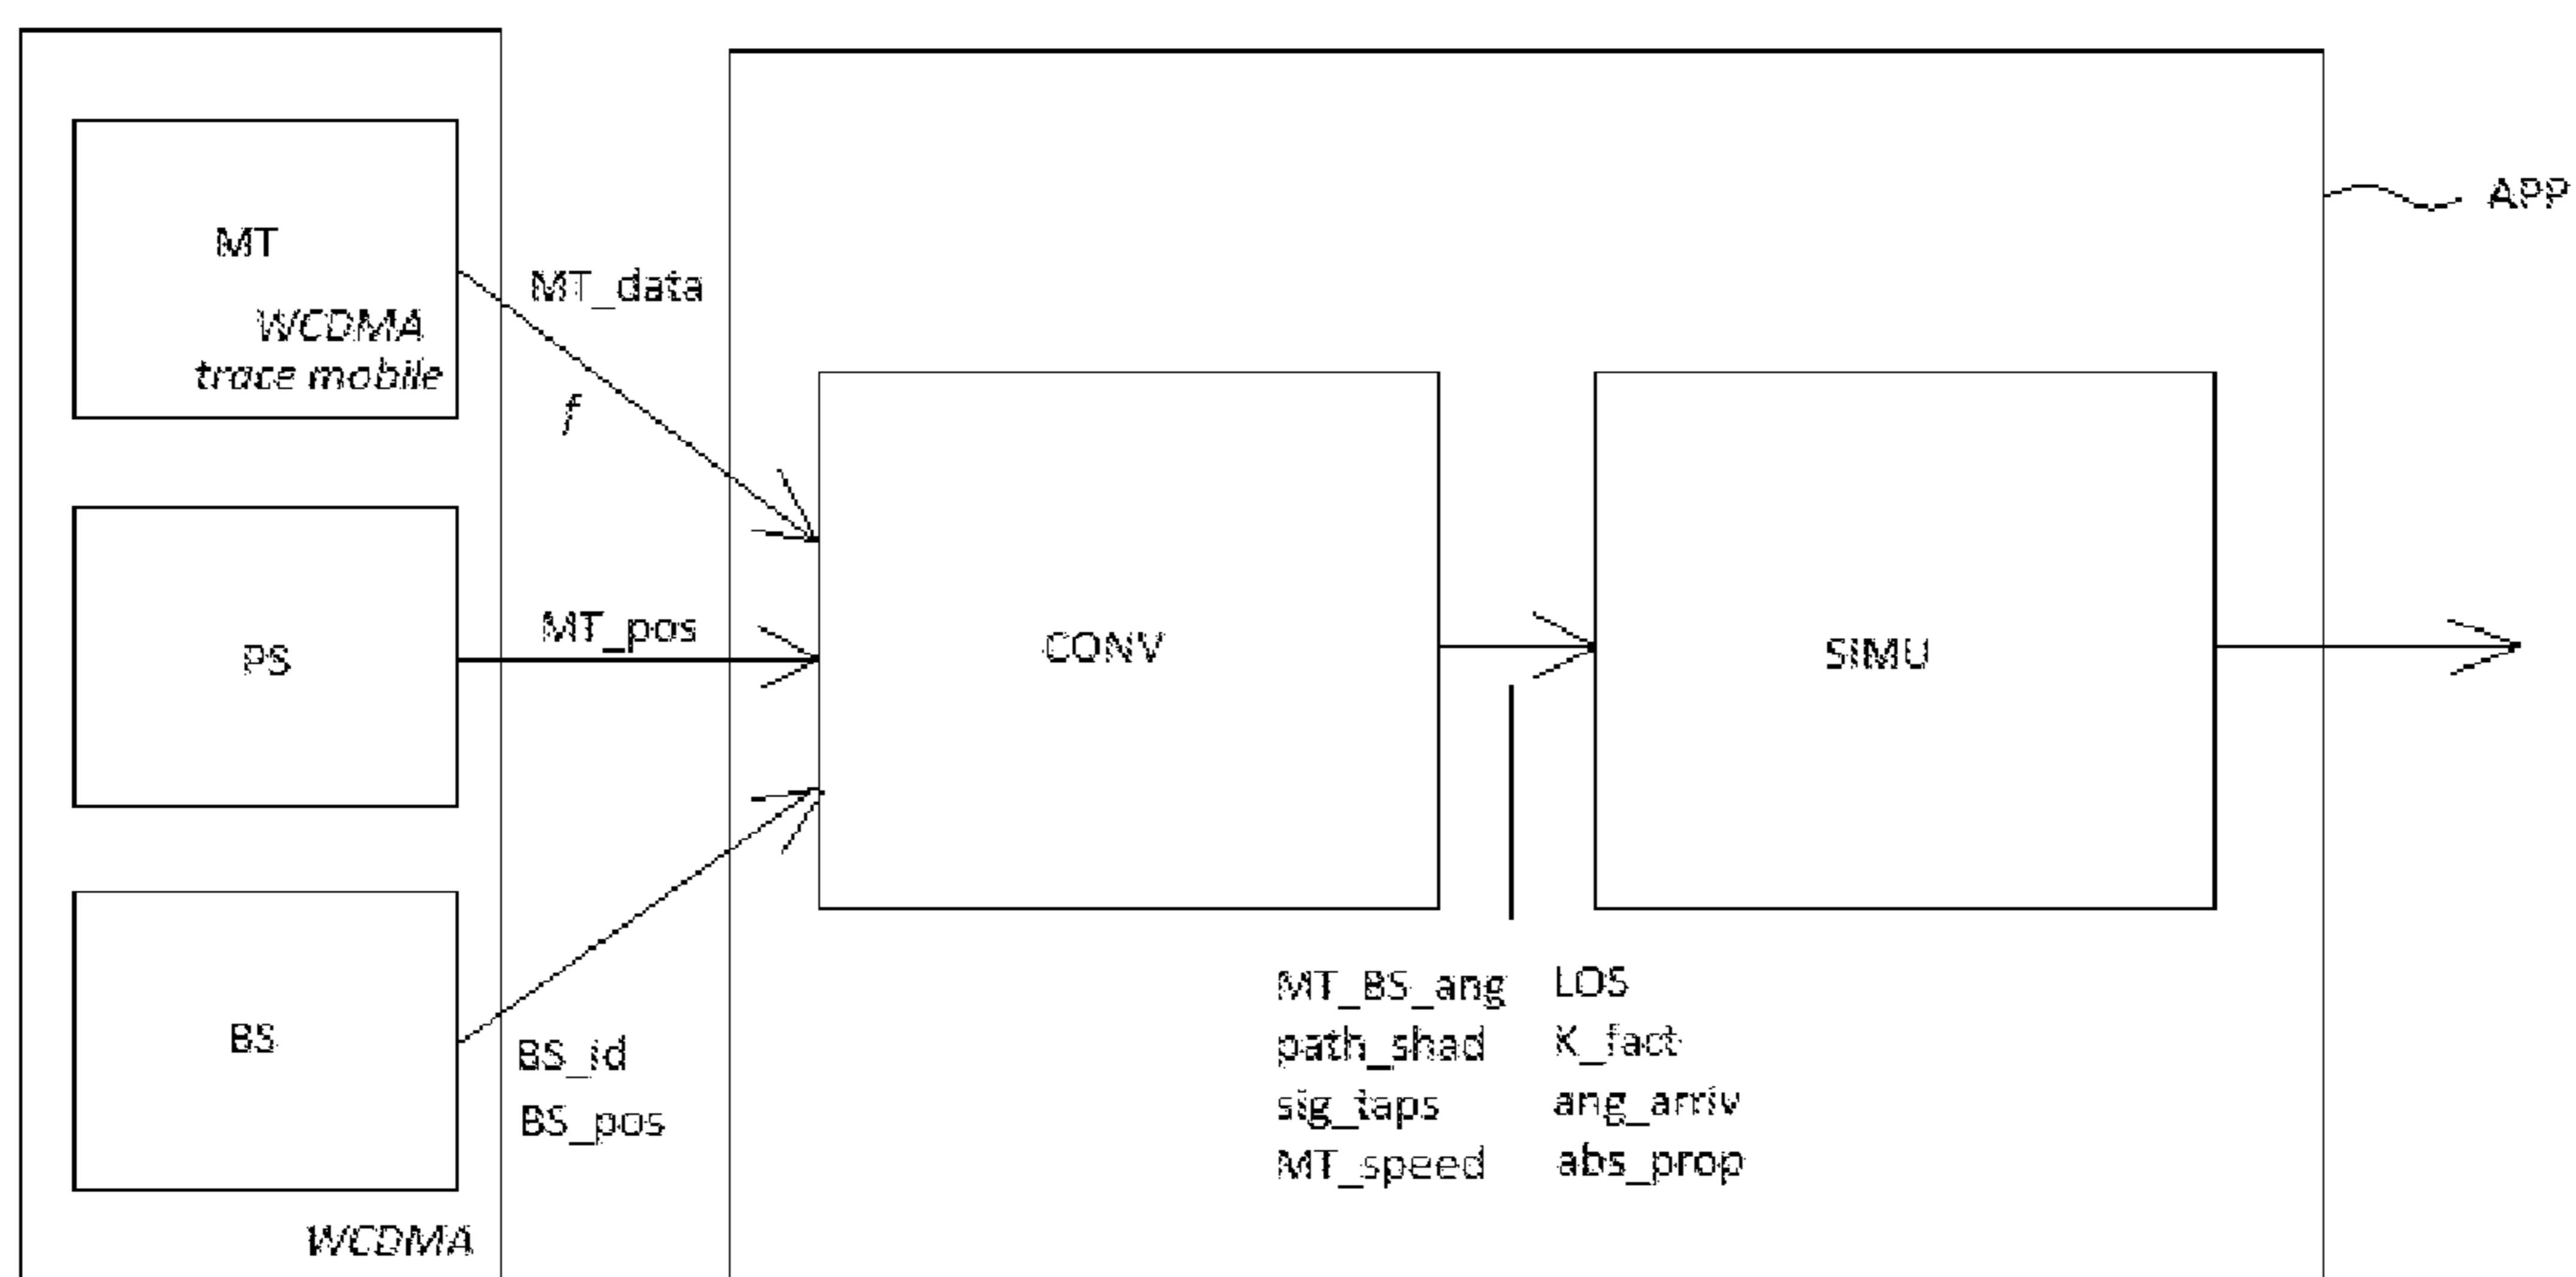 APP
MT
WCDMA
trace mobile
MT_data
f
PS
MT_pos
CONV
SIMU
BS
BS_id
BS_pos
WCDMA
MT_BS_ang LOS
path_shad K_fact
sig_taps ang_arriv
MT_speed abs_prop